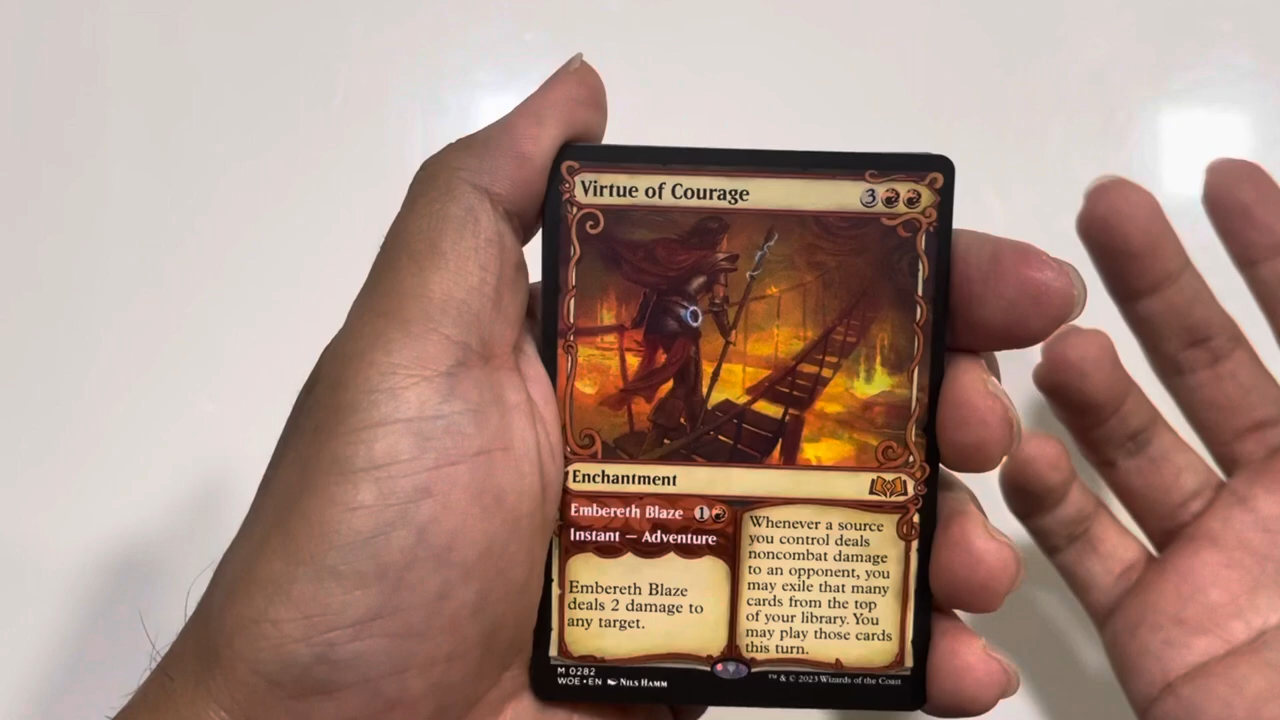 Virtue of Courage 3
Enchantment
Embereth Blaze 1
Instant — Adventure
Embereth Blaze
deals 2 damage to
any target.
Whenever a source
you control deals
noncombat damage
to an opponent, you
may exile that many
cards from the top
of your library. You
may play those cards
this turn.
M 0282
WOE • EN Nils Hamm
™ & © 2023 Wizards of the Coast